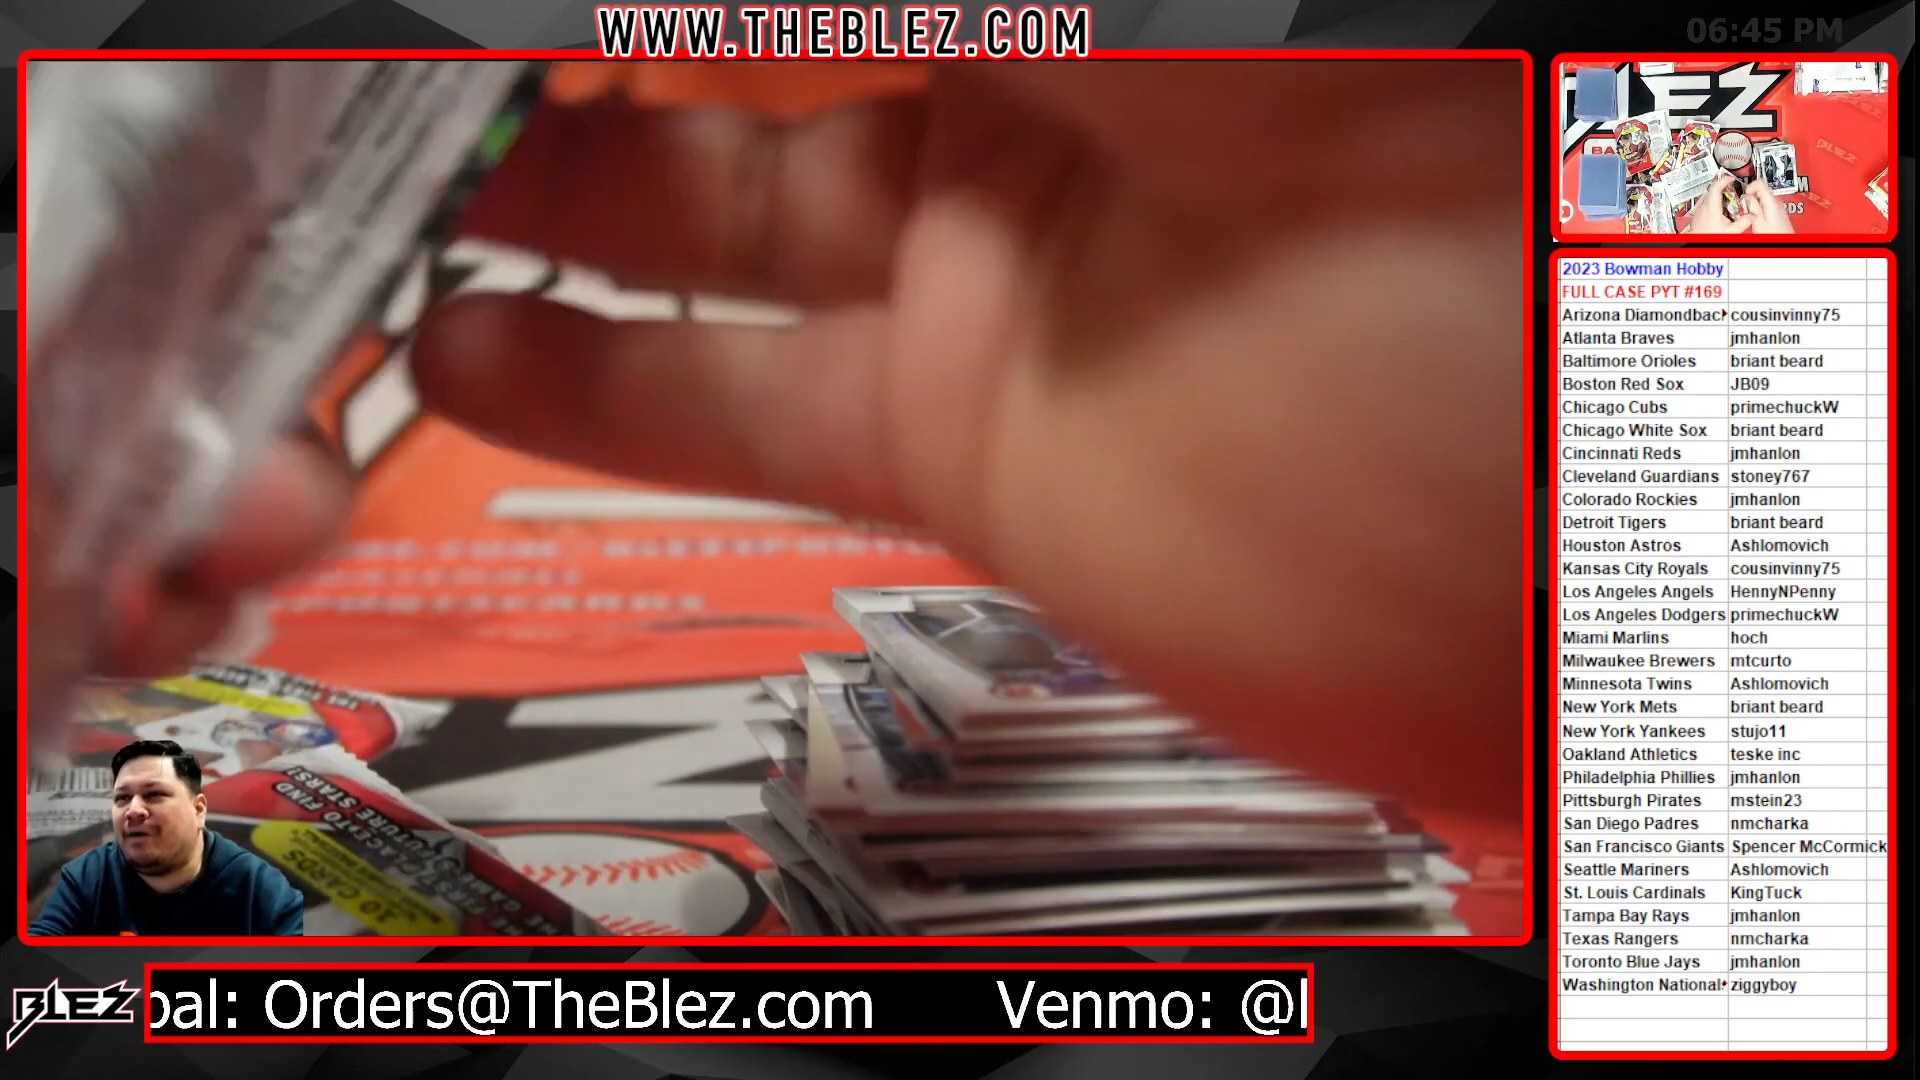 WWW.THEBLEZ.COM
06:45 PM
BLEZ
2023 Bowman Hobby
FULL CASE PYT #169
Arizona Diamondbac cousinvinny75
Atlanta Braves jmhanlon
Baltimore Orioles briant beard
Boston Red Sox JB09
Chicago Cubs primechuckW
Chicago White Sox briant beard
Cincinnati Reds jmhanlon
Cleveland Guardians stoney767
Colorado Rockies jmhanlon
Detroit Tigers briant beard
Houston Astros Ashlomovich
Kansas City Royals cousinvinny75
Los Angeles Angels HennyNPenny
Los Angeles Dodgers primechuckW
Miami Marlins hoch
Milwaukee Brewers mtcurto
Minnesota Twins Ashlomovich
New York Mets briant beard
New York Yankees stujo11
Oakland Athletics teske inc
Philadelphia Phillies jmhanlon
Pittsburgh Pirates mstein23
San Diego Padres nmcharka
San Francisco Giants Spencer McCormick
Seattle Mariners Ashlomovich
St. Louis Cardinals KingTuck
Tampa Bay Rays jmhanlon
Texas Rangers nmcharka
Toronto Blue Jays jmhanlon
Washington National ziggyboy
TO FIND
FUTURE STARS!
10 CARDS
BLEZ
pal: Orders@TheBlez.com Venmo: @